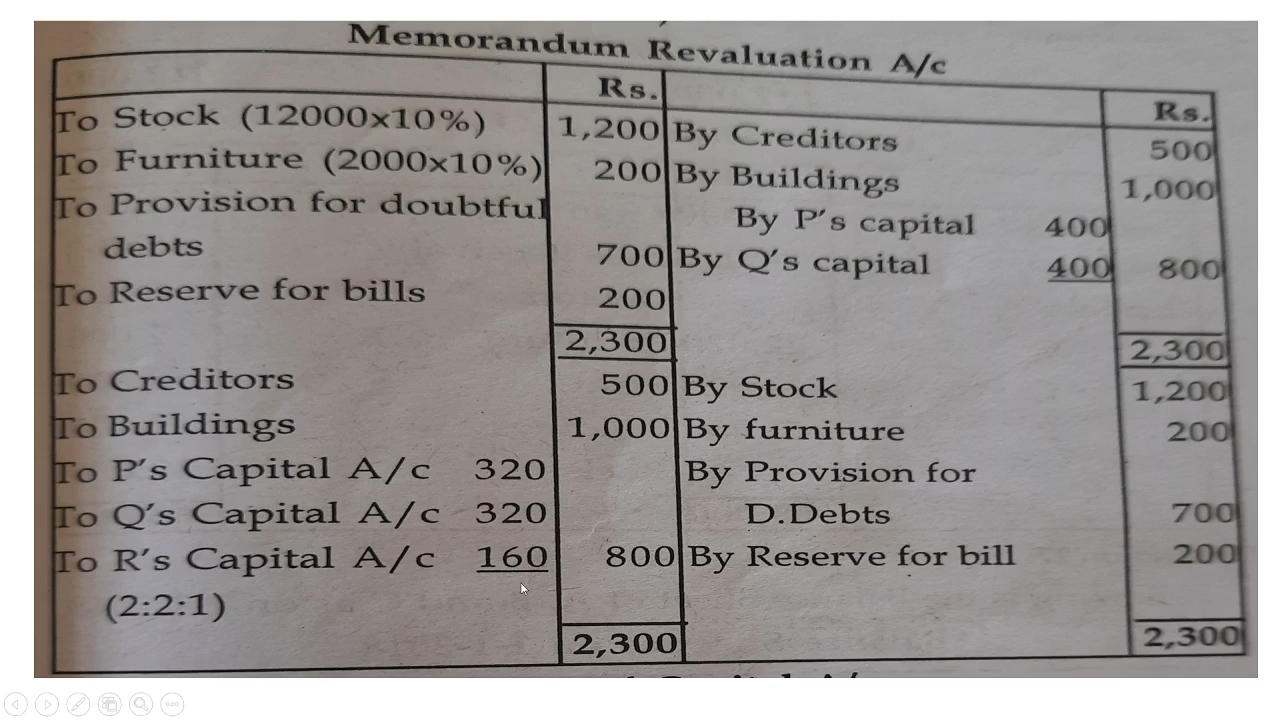 Memorandum Revaluation A/c
Rs. Rs.
To Stock (12000x10%) 1,200 By Creditors 500
To Furniture (2000x10%) 200 By Buildings 1,000
To Provision for doubtful By P's capital 400
debts 700 By Q's capital 400 800
To Reserve for bills 200
2,300 2,300
To Creditors 500 By Stock 1,200
To Buildings 1,000 By furniture 200
To P's Capital A/c 320 By Provision for
To Q's Capital A/c 320 D.Debts 700
To R's Capital A/c 160 800 By Reserve for bill 200
(2:2:1)
2,300 2,300